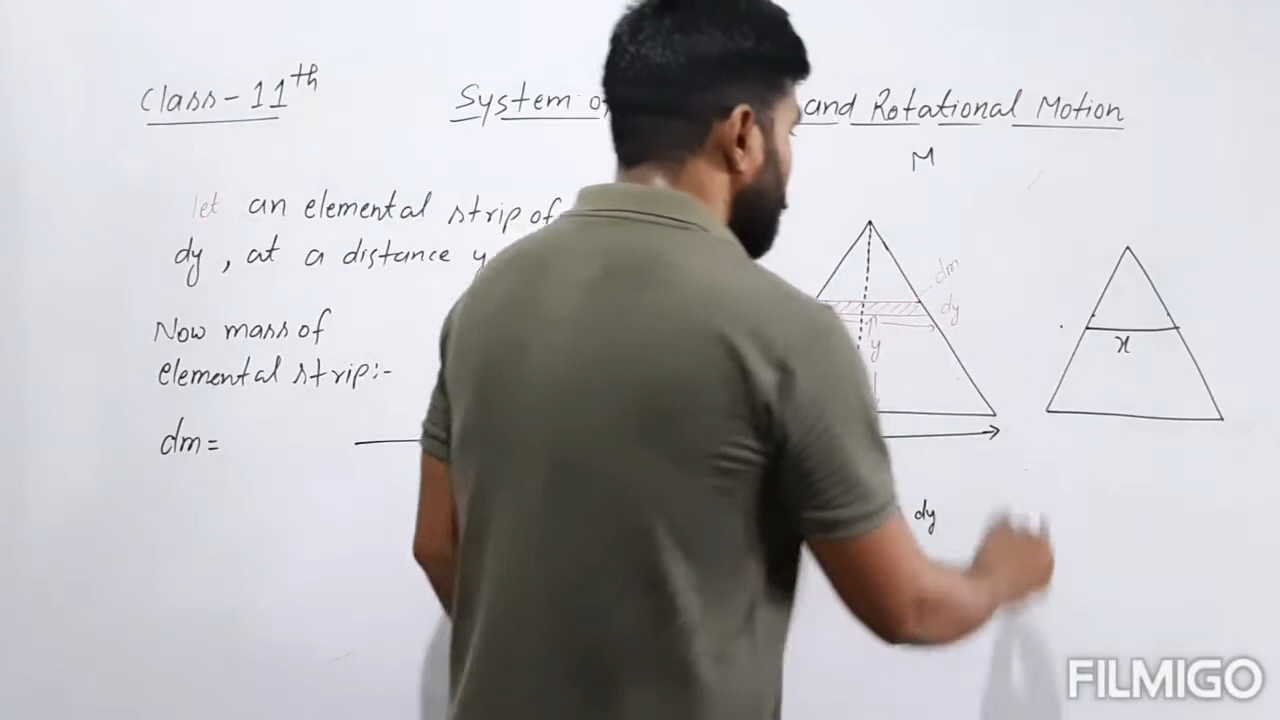 Class-11th
System of and Rotational Motion
M
let an elemental strip of
dy, at a distance y
dm
dy
y
x
Now mass of
elemental strip:-
dm=
dy
FILMIGO